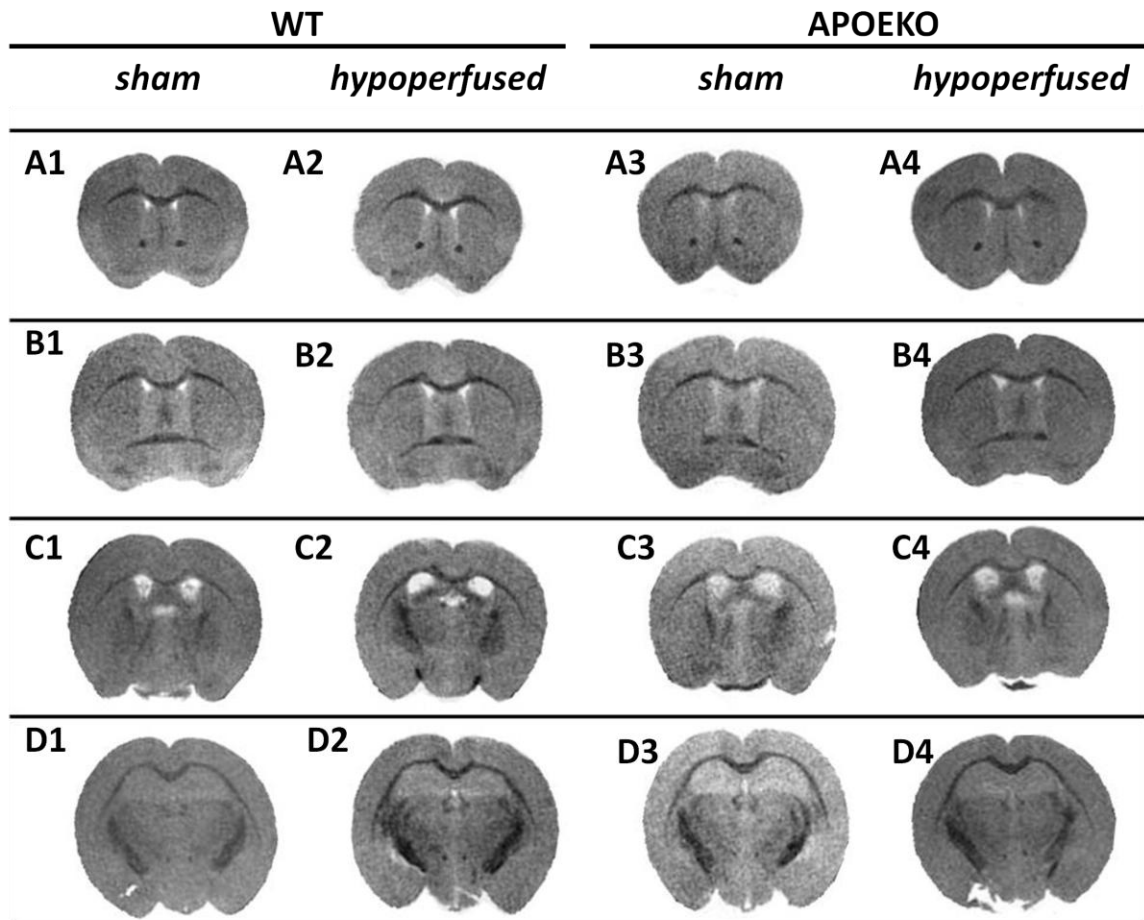 WT APOEKO
sham hypoperfused sham hypoperfused
A1 A2 A3 A4
B1 B2 B3 B4
C1 C2 C3 C4
D1 D2 D3 D4